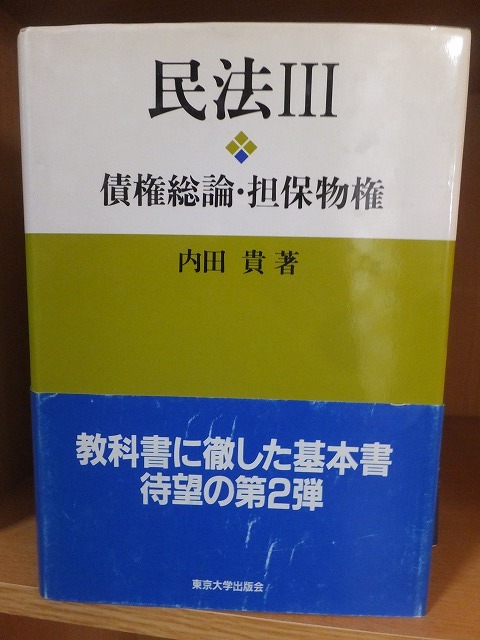 民法III
債権総論・担保物権
内田 貴 著
教科書に徹した基本書
待望の第2弾
東京大学出版会